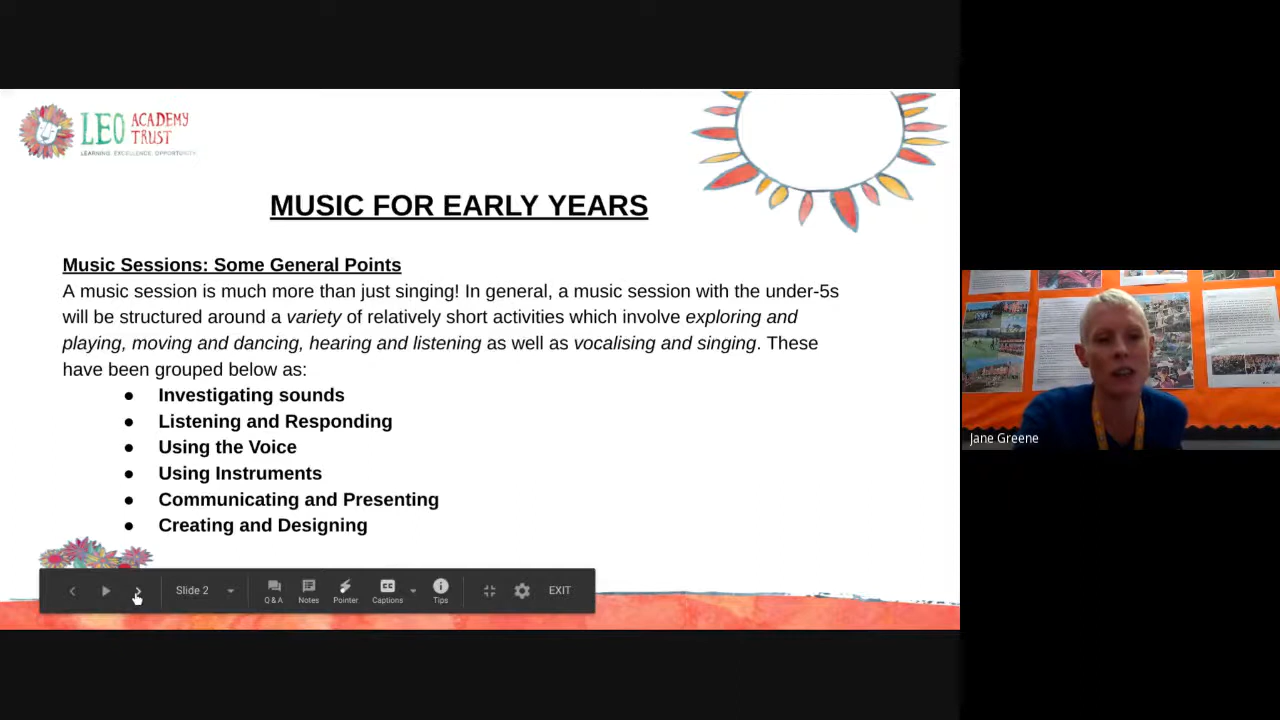 LEO ACADEMY
TRUST
LEARNING. EXCELLENCE. OPPORTUNITY.
MUSIC FOR EARLY YEARS
Music Sessions: Some General Points
A music session is much more than just singing! In general, a music session with the under-5s
will be structured around a variety of relatively short activities which involve exploring and
playing, moving and dancing, hearing and listening as well as vocalising and singing. These
have been grouped below as:
● Investigating sounds
● Listening and Responding
● Using the Voice
● Using Instruments
● Communicating and Presenting
● Creating and Designing
Slide 2
Q & A
Notes
Pointer
CC
Captions
Tips
EXIT
Jane Greene